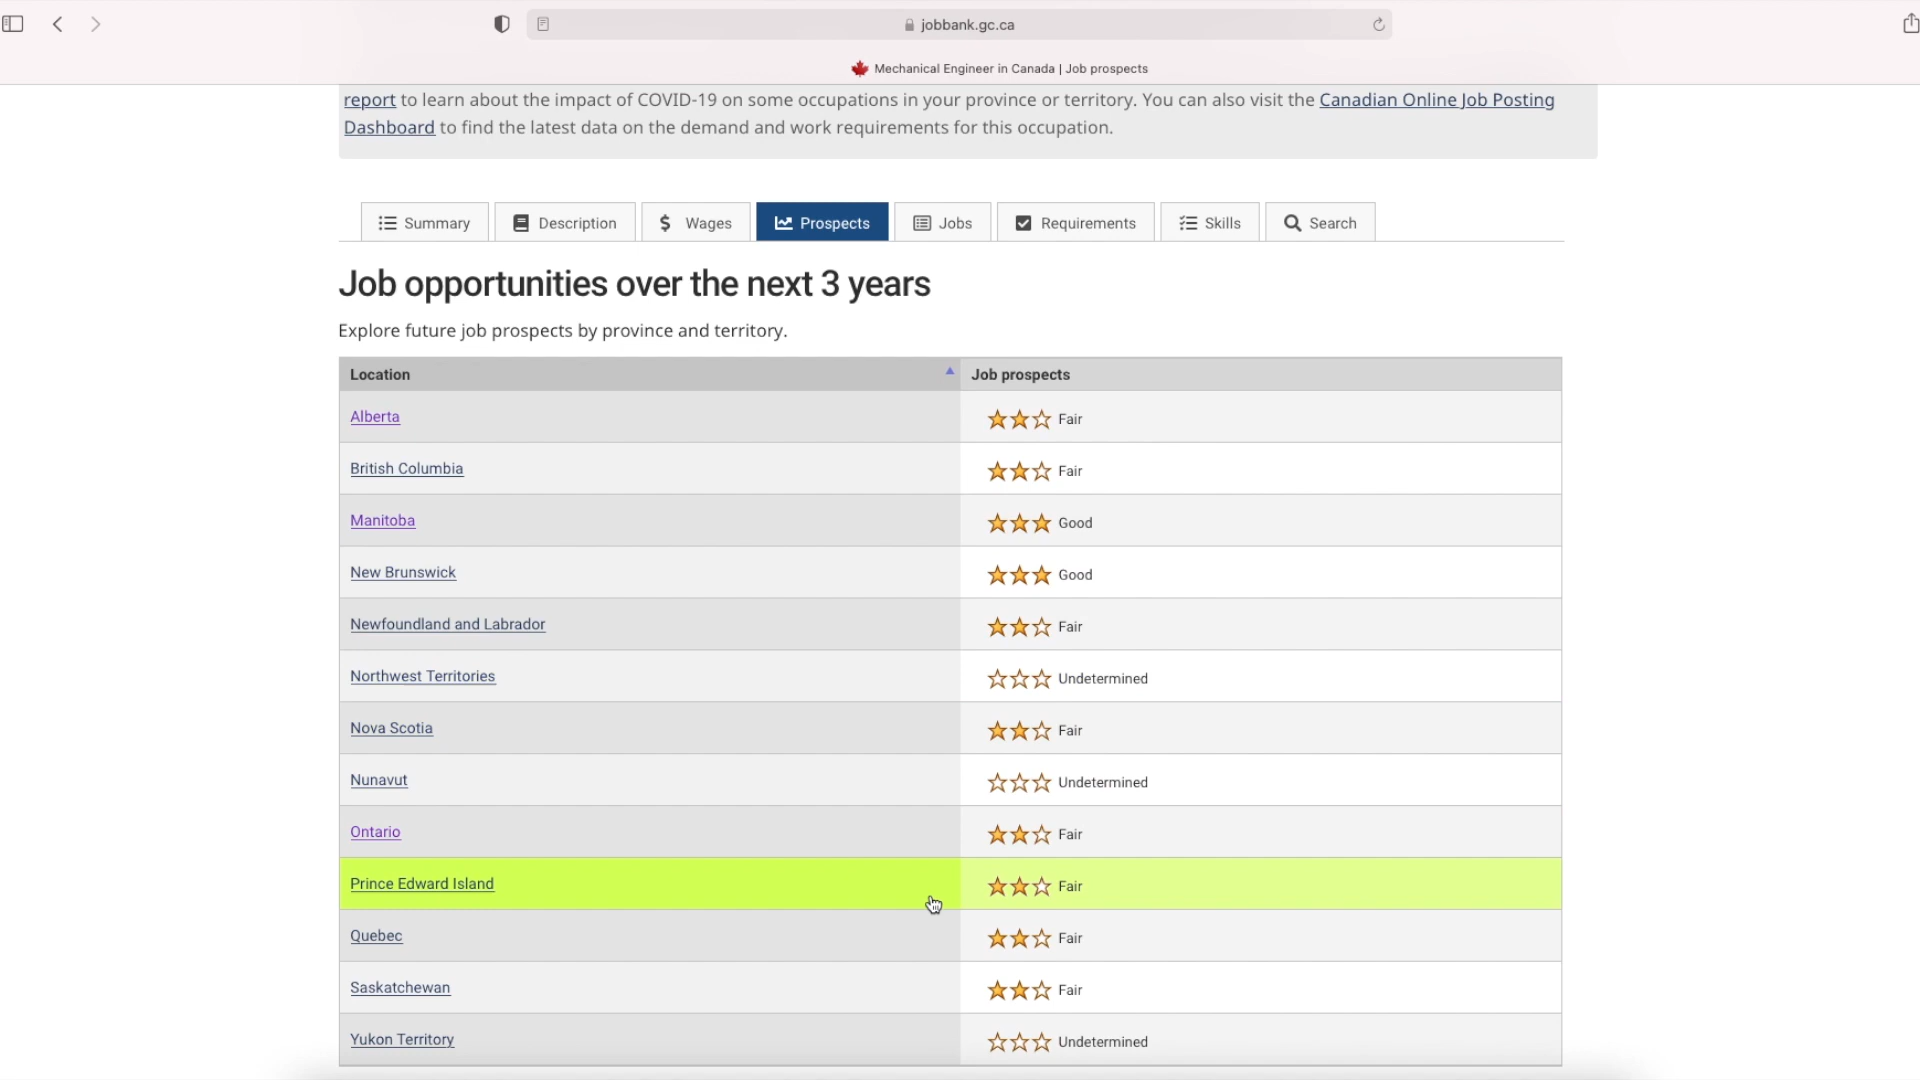 jobbank.gc.ca
Mechanical Engineer in Canada | Job prospects
report to learn about the impact of COVID-19 on some occupations in your province or territory. You can also visit the Canadian Online Job Posting
Dashboard to find the latest data on the demand and work requirements for this occupation.
Summary Description $ Wages Prospects Jobs Requirements Skills Search
Job opportunities over the next 3 years
Explore future job prospects by province and territory.
Location Job prospects
Alberta Fair
British Columbia Fair
Manitoba Good
New Brunswick Good
Newfoundland and Labrador Fair
Northwest Territories Undetermined
Nova Scotia Fair
Nunavut Undetermined
Ontario Fair
Prince Edward Island Fair
Quebec Fair
Saskatchewan Fair
Yukon Territory Undetermined